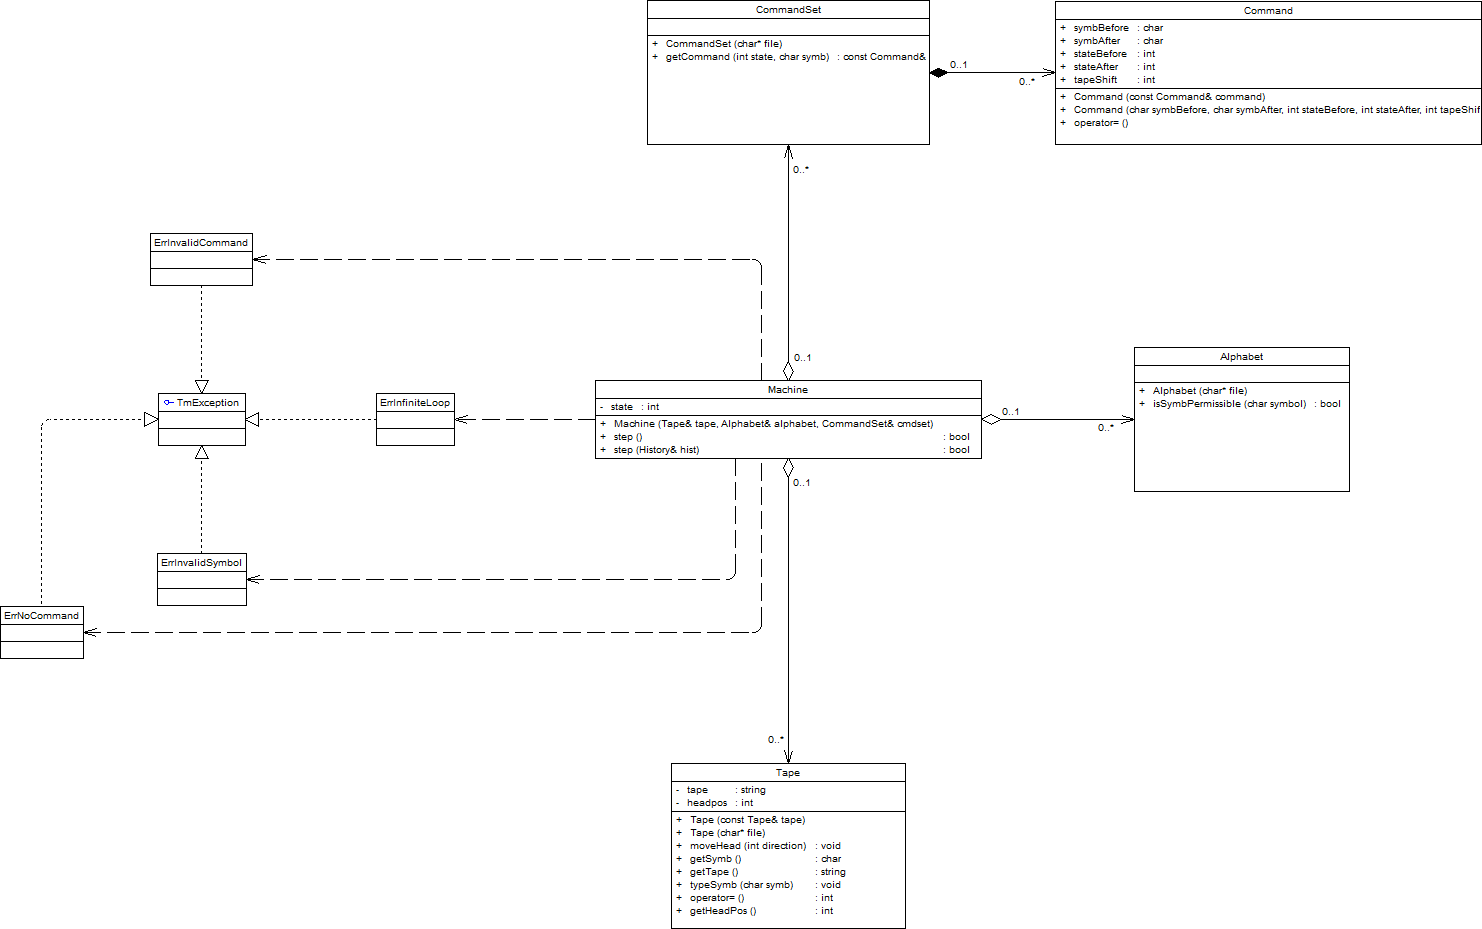 CommandSet
+ CommandSet (char* file)
+ getCommand (int state, char symb) : const Command&
Command
+ symbBefore : char
+ symbAfter : char
+ stateBefore : int
+ stateAfter : int
+ tapeShift : int
+ Command (const Command& command)
+ Command (char symbBefore, char symbAfter, int stateBefore, int stateAfter, int tapeShif
+ operator= ()
0..1
0..*
0..*
ErrInvalidCommand
0..1
TmException
ErrInfiniteLoop
Machine
- state : int
+ Machine (Tape& tape, Alphabet& alphabet, CommandSet& cmdset)
+ step () : bool
+ step (History& hist) : bool
0..1
0..*
Alphabet
+ Alphabet (char* file)
+ isSymbPermissible (char symbol) : bool
0..1
ErrInvalidSymbol
ErrNoCommand
0..*
Tape
- tape : string
- headpos : int
+ Tape (const Tape& tape)
+ Tape (char* file)
+ moveHead (int direction) : void
+ getSymb () : char
+ getTape () : string
+ typeSymb (char symb) : void
+ operator= () : int
+ getHeadPos () : int